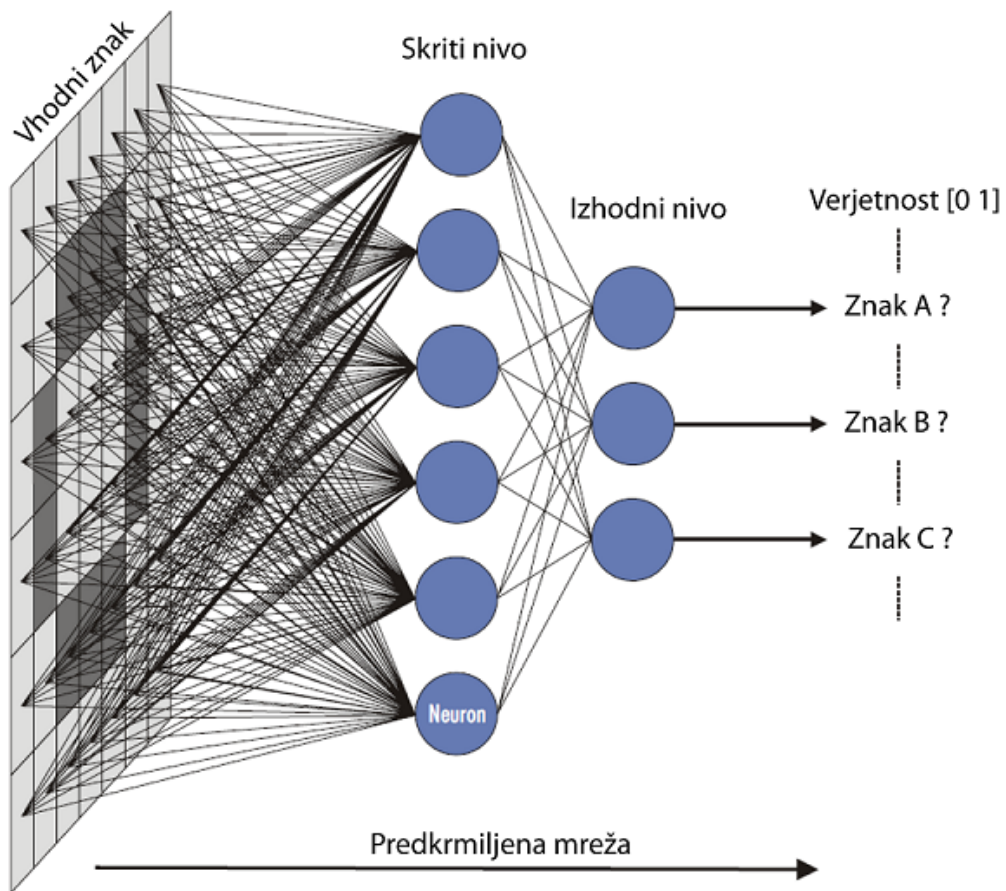 Vhodni znak
Skriti nivo
Izhodni nivo
Verjetnost [0 1]
Znak A ?
Znak B ?
Znak C ?
Neuron
Predkrmiljena mreža